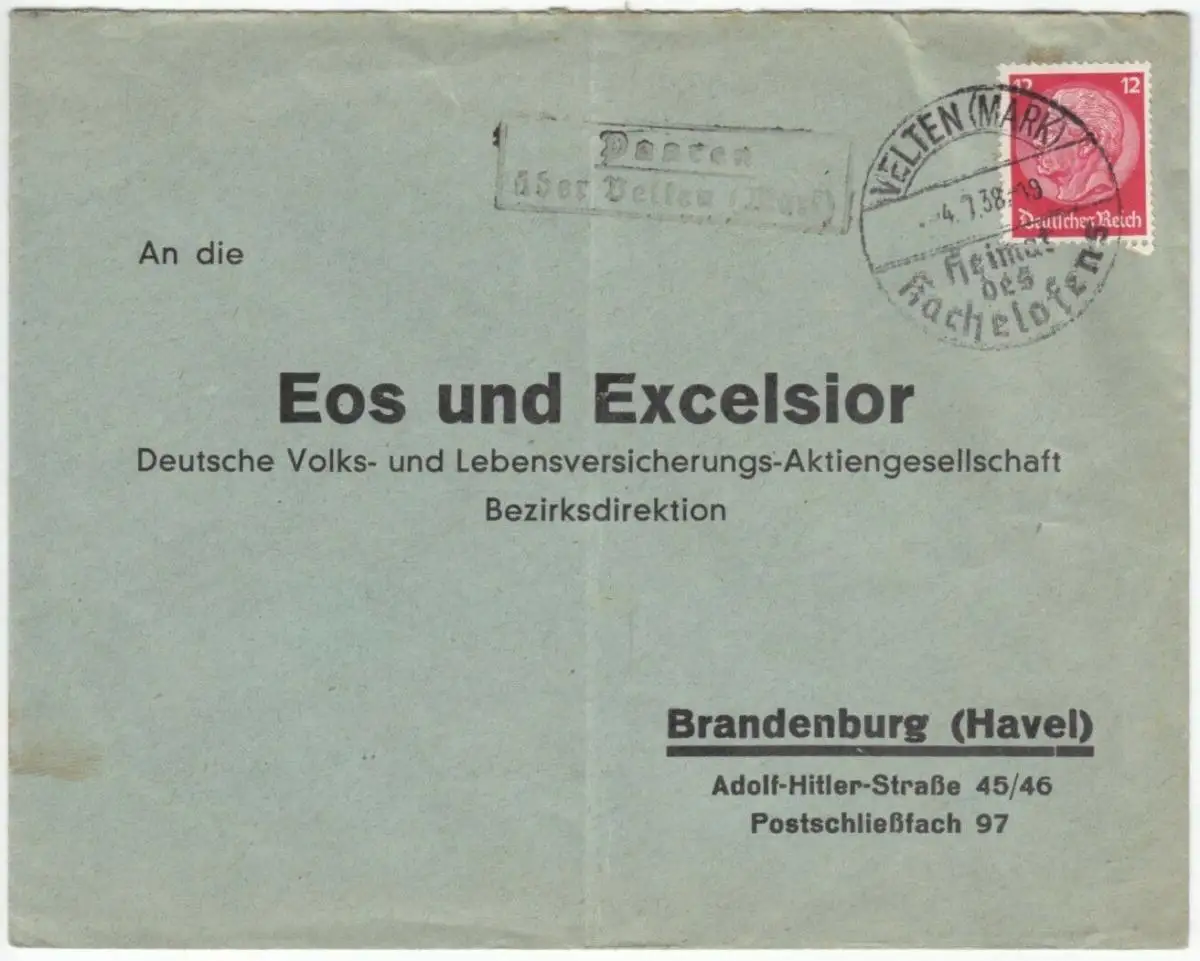 12
12
Deutsches Reich
VELTEN (MARK)
4.7.38.-19
Heimat
des
Kachelofens
Paaren
über Velten (Mark)
An die
Eos und Excelsior
Deutsche Volks- und Lebensversicherungs-Aktiengesellschaft
Bezirksdirektion
Brandenburg (Havel)
Adolf-Hitler-Straße 45/46
Postschließfach 97